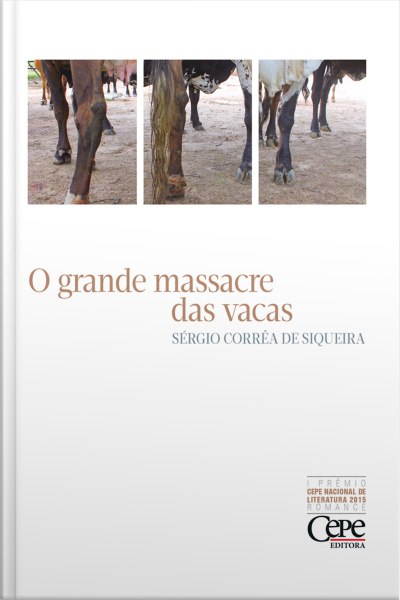 O grande massacre
das vacas
SÉRGIO CORRÊA DE SIQUEIRA
I PRÊMIO
CEPE NACIONAL DE
LITERATURA 2015
ROMANCE
Cepe
EDITORA